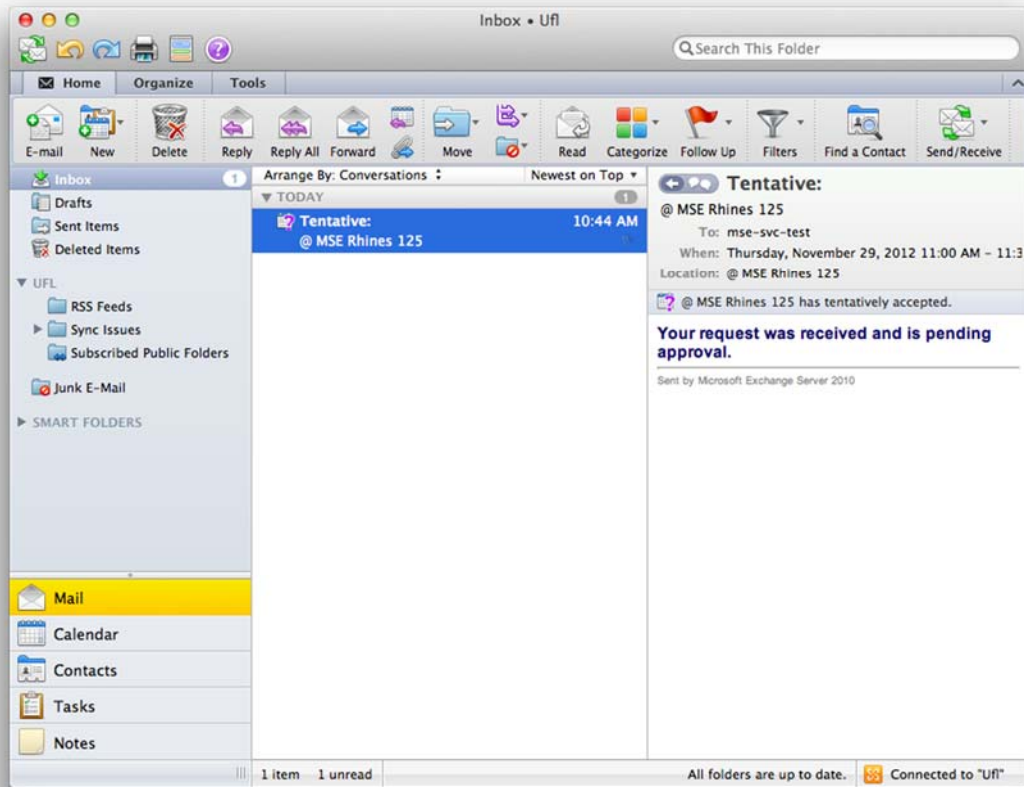 Inbox • Ufl
Search This Folder
Home Organize Tools
E-mail New Delete Reply Reply All Forward Move Read Categorize Follow Up Filters Find a Contact Send/Receive
Inbox 1
Drafts
Sent Items
Deleted Items
UFL
RSS Feeds
Sync Issues
Subscribed Public Folders
Junk E-Mail
SMART FOLDERS
Mail
Calendar
Contacts
Tasks
Notes
Arrange By: Conversations Newest on Top
TODAY 1
Tentative: 10:44 AM
@ MSE Rhines 125
Tentative:
@ MSE Rhines 125
To: mse-svc-test
When: Thursday, November 29, 2012 11:00 AM – 11:3
Location: @ MSE Rhines 125
@ MSE Rhines 125 has tentatively accepted.
Your request was received and is pending
approval.
Sent by Microsoft Exchange Server 2010
1 item 1 unread
All folders are up to date. Connected to "Ufl"